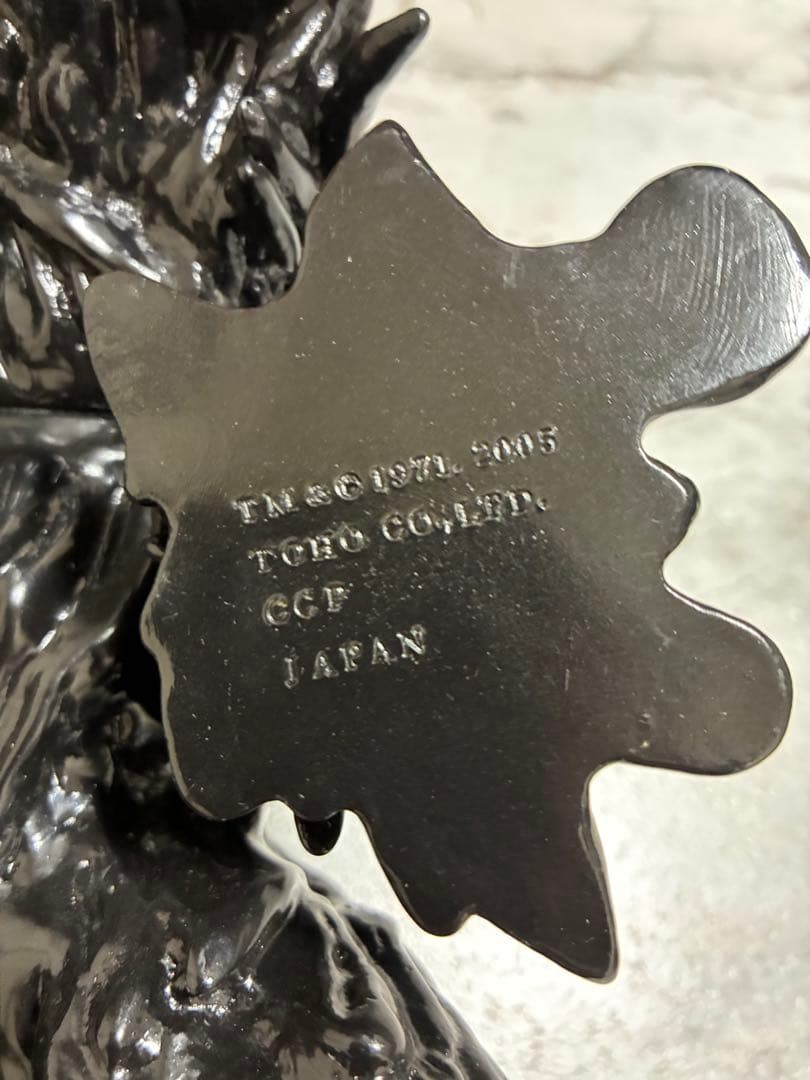 TM & © 1971. 2005
TOHO CO.,LTD.
CCP
JAPAN